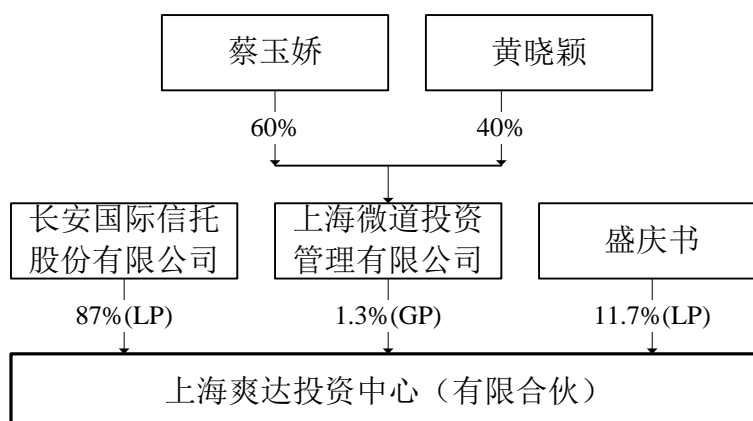 蔡玉娇
黄晓颖
60%
40%
长安国际信托
股份有限公司
上海微道投资
管理有限公司
盛庆书
87%(LP)
1.3%(GP)
11.7%(LP)
上海爽达投资中心（有限合伙）